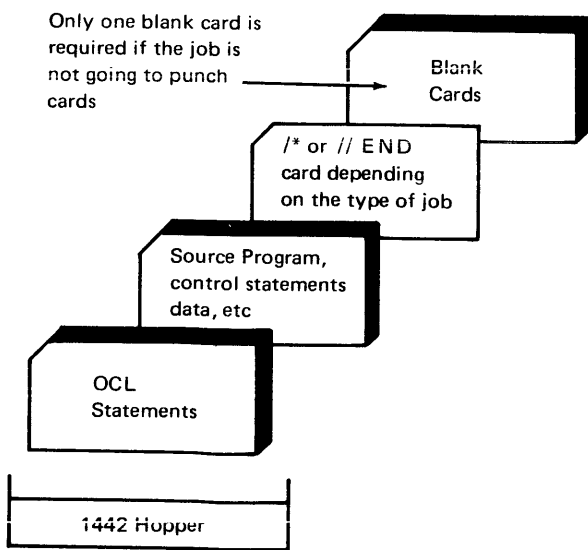 Only one blank card is
required if the job is
not going to punch
cards
Blank
Cards
/* or // END
card depending
on the type of job
Source Program,
control statements
data, etc
OCL
Statements
1442 Hopper